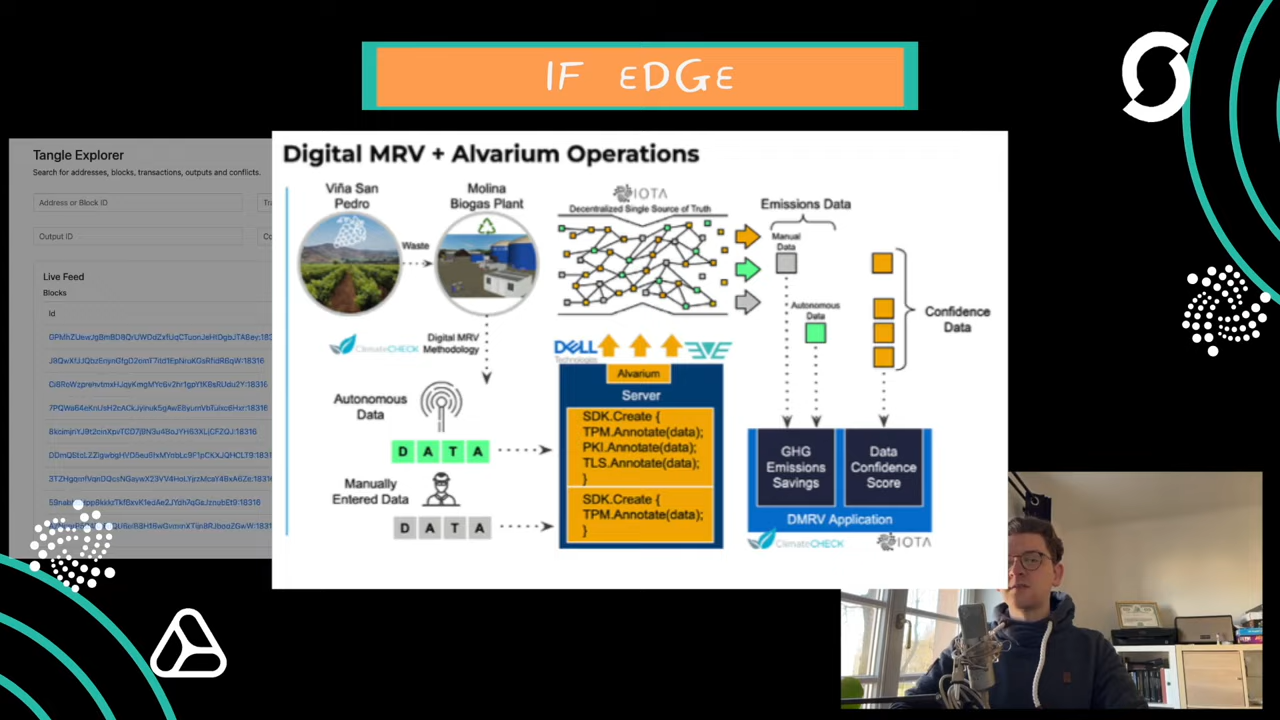 IF EDGE
Tangle Explorer
Search for addresses, blocks, transactions, outputs and conflicts.
Address or Block ID
Output ID
Live Feed
Blocks
Id
Digital MRV + Alvarium Operations
Viña San
Pedro
Waste
Molina
Biogas Plant
ClimateCHECK
Digital MRV
Methodology
Autonomous
Data
DATA
Manually
Entered Data
DATA
IOTA
Decentralized Single Source of Truth
DELL
Technologies
Alvarium
Server
SDK.Create {
TPM.Annotate(data);
PKI.Annotate(data);
TLS.Annotate(data);
}
SDK.Create {
TPM.Annotate(data);
}
Emissions Data
Manual
Data
Autonomous
Data
Confidence
Data
GHG
Emissions
Savings
Data
Confidence
Score
DMRV Application
ClimateCHECK
IOTA